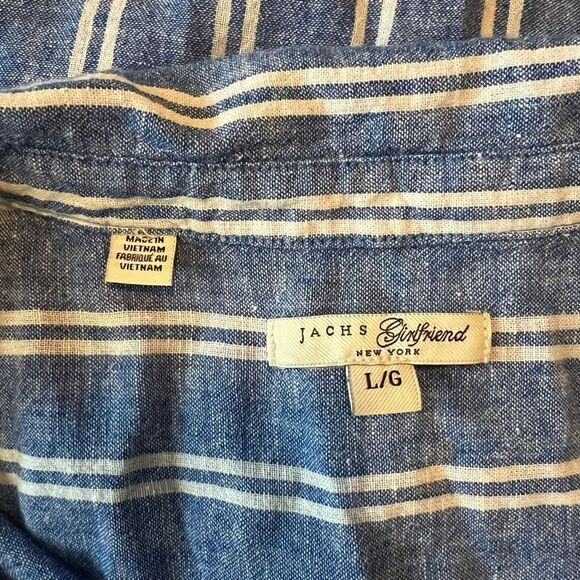 MADE IN
VIETNAM
FABRIQUÉ AU
VIETNAM
JACHS Girlfriend
NEW YORK
L/G